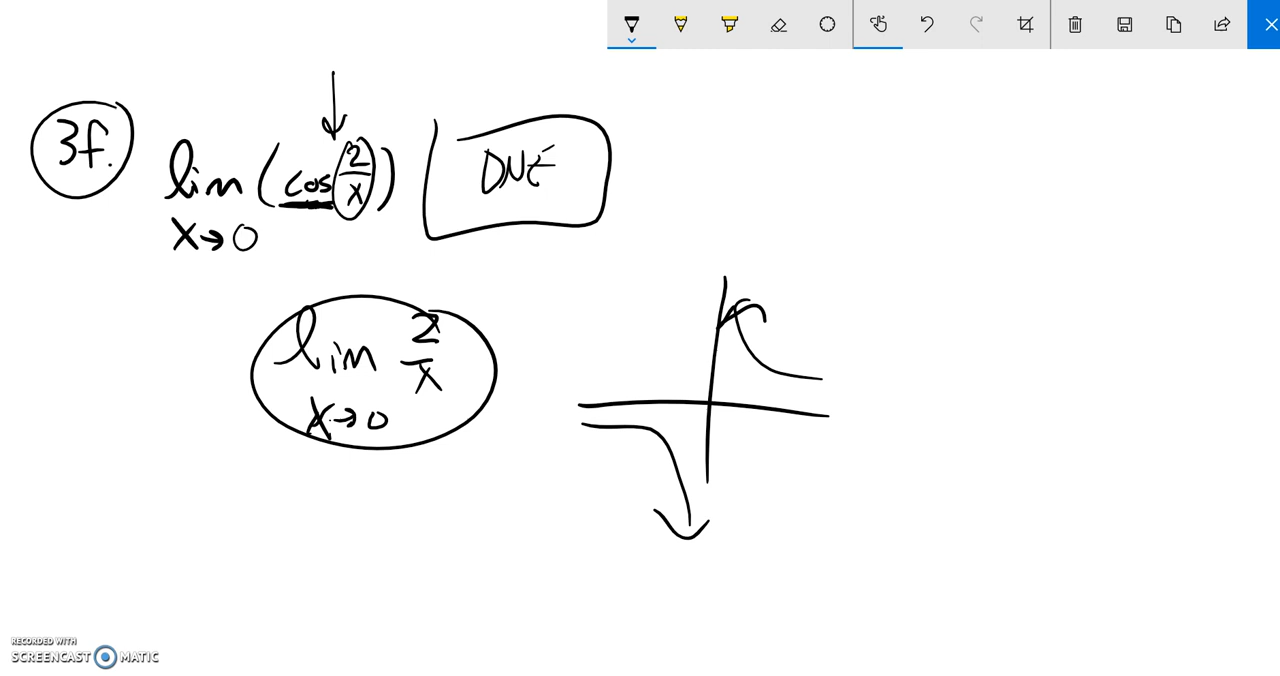 3f.
lim (cos 2/x) DNE
x→0
lim 2/x
x→0
RECORDED WITH
SCREENCAST MATIC